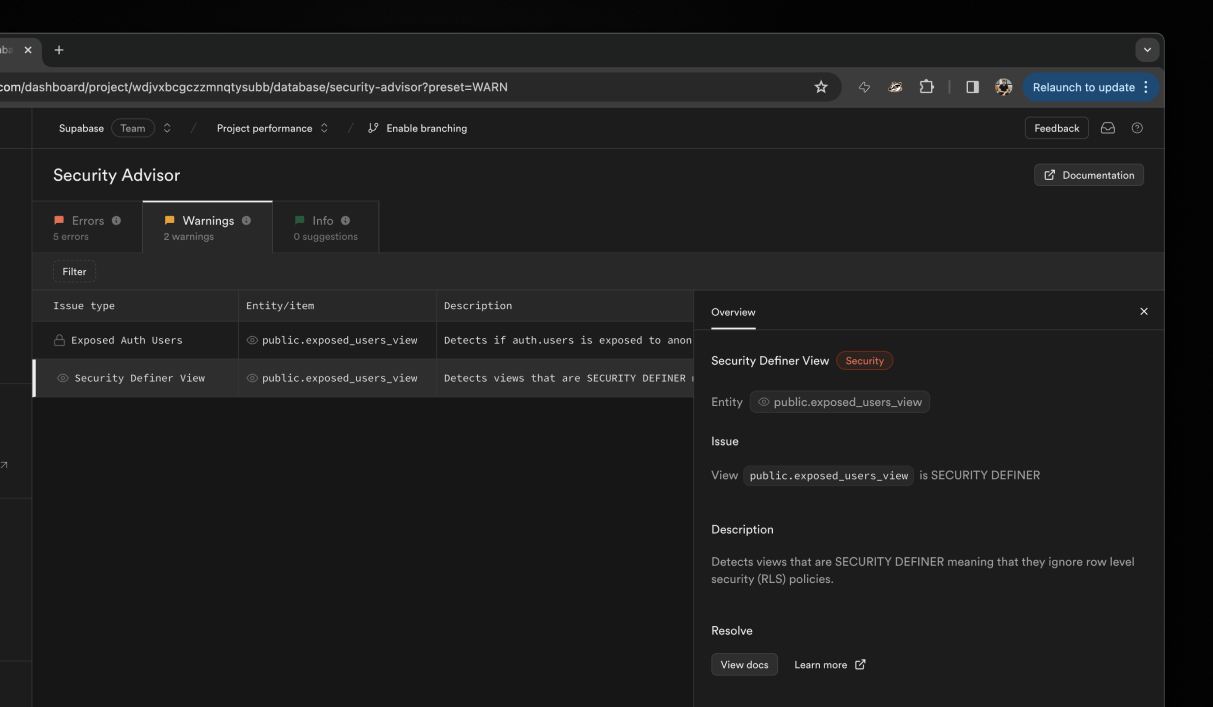 com/dashboard/project/wdjvxbcgczzmnqtysubb/database/security-advisor?preset=WARN
Relaunch to update
Supabase Team / Project performance / Enable branching
Feedback
Security Advisor
Documentation
Errors
5 errors
Warnings
2 warnings
Info
0 suggestions
Filter
Issue type Entity/item Description
Exposed Auth Users public.exposed_users_view Detects if auth.users is exposed to anon
Security Definer View public.exposed_users_view Detects views that are SECURITY DEFINER
Overview
Security Definer View Security
Entity public.exposed_users_view
Issue
View public.exposed_users_view is SECURITY DEFINER
Description
Detects views that are SECURITY DEFINER meaning that they ignore row level
security (RLS) policies.
Resolve
View docs Learn more